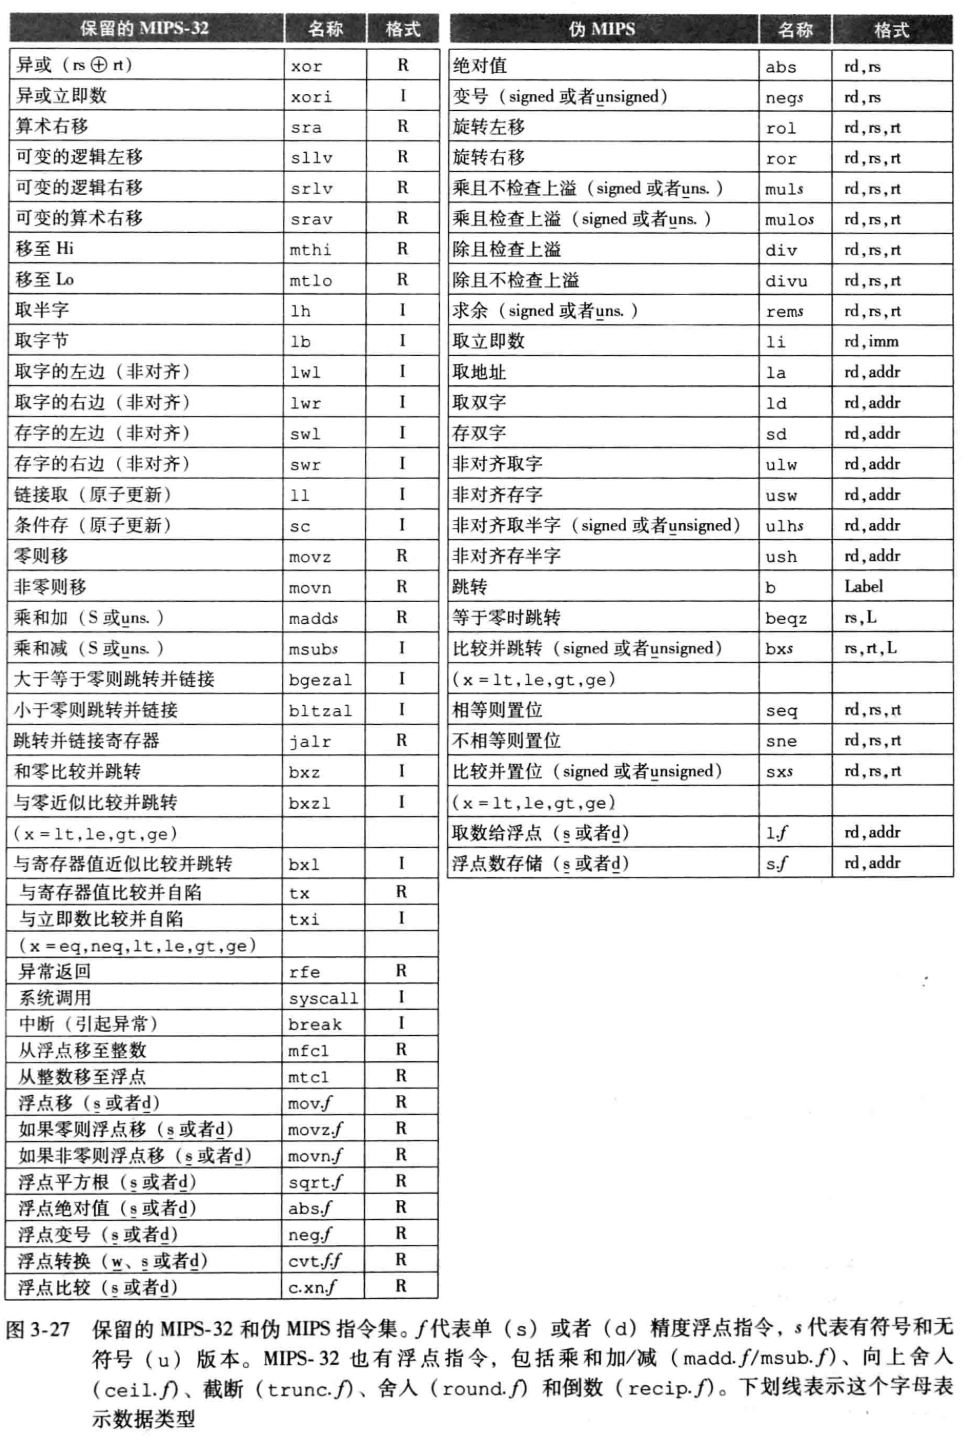 保留的 MIPS-32 名称 格式
异或（rs ⊕ rt） xor R
异或立即数 xori I
算术右移 sra R
可变的逻辑左移 sllv R
可变的逻辑右移 srlv R
可变的算术右移 srav R
移至 Hi mthi R
移至 Lo mtlo R
取半字 lh I
取字节 lb I
取字的左边（非对齐） lwl I
取字的右边（非对齐） lwr I
存字的左边（非对齐） swl I
存字的右边（非对齐） swr I
链接取（原子更新） ll I
条件存（原子更新） sc I
零则移 movz R
非零则移 movn R
乘和加（S 或uns.） madds R
乘和减（S 或uns.） msubs I
大于等于零则跳转并链接 bgezal I
小于零则跳转并链接 bltzal I
跳转并链接寄存器 jalr R
和零比较并跳转 bxz I
与零近似比较并跳转 bxzl I
(x=lt,le,gt,ge)
与寄存器值近似比较并跳转 bxl I
与寄存器值比较并自陷 tx R
与立即数比较并自陷 txi I
(x=eq,neq,lt,le,gt,ge)
异常返回 rfe R
系统调用 syscall I
中断（引起异常） break I
从浮点移至整数 mfc1 R
从整数移至浮点 mtc1 R
浮点移（s 或者d） mov.f R
如果零则浮点移（s 或者d） movz.f R
如果非零则浮点移（s 或者d） movn.f R
浮点平方根（s 或者d） sqrt.f R
浮点绝对值（s 或者d） abs.f R
浮点变号（s 或者d） neg.f R
浮点转换（w、s 或者d） cvt.f.f R
浮点比较（s 或者d） c.xn.f R
伪 MIPS 名称 格式
绝对值 abs rd,rs
变号（signed 或者unsigned） negs rd,rs
旋转左移 rol rd,rs,rt
旋转右移 ror rd,rs,rt
乘且不检查上溢（signed 或者uns.） muls rd,rs,rt
乘且检查上溢（signed 或者uns.） mulos rd,rs,rt
除且检查上溢 div rd,rs,rt
除且不检查上溢 divu rd,rs,rt
求余（signed 或者uns.） rems rd,rs,rt
取立即数 li rd,imm
取地址 la rd,addr
取双字 ld rd,addr
存双字 sd rd,addr
非对齐取字 ulw rd,addr
非对齐存字 usw rd,addr
非对齐取半字（signed 或者unsigned） ulhs rd,addr
非对齐存半字 ush rd,addr
跳转 b Label
等于零时跳转 beqz rs,L
比较并跳转（signed 或者unsigned） bxs rs,rt,L
(x=lt,le,gt,ge)
相等则置位 seq rd,rs,rt
不相等则置位 sne rd,rs,rt
比较并置位（signed 或者unsigned） sxs rd,rs,rt
(x=lt,le,gt,ge)
取数给浮点（s 或者d） l.f rd,addr
浮点数存储（s 或者d） s.f rd,addr
图 3-27 保留的 MIPS-32 和伪 MIPS 指令集。f代表单（s）或者（d）精度浮点指令，s代表有符号和无
符号（u）版本。MIPS-32 也有浮点指令，包括乘和加/减（madd.f/msub.f）、向上舍入
（ceil.f）、截断（trunc.f）、舍入（round.f）和倒数（recip.f）。下划线表示这个字母表
示数据类型